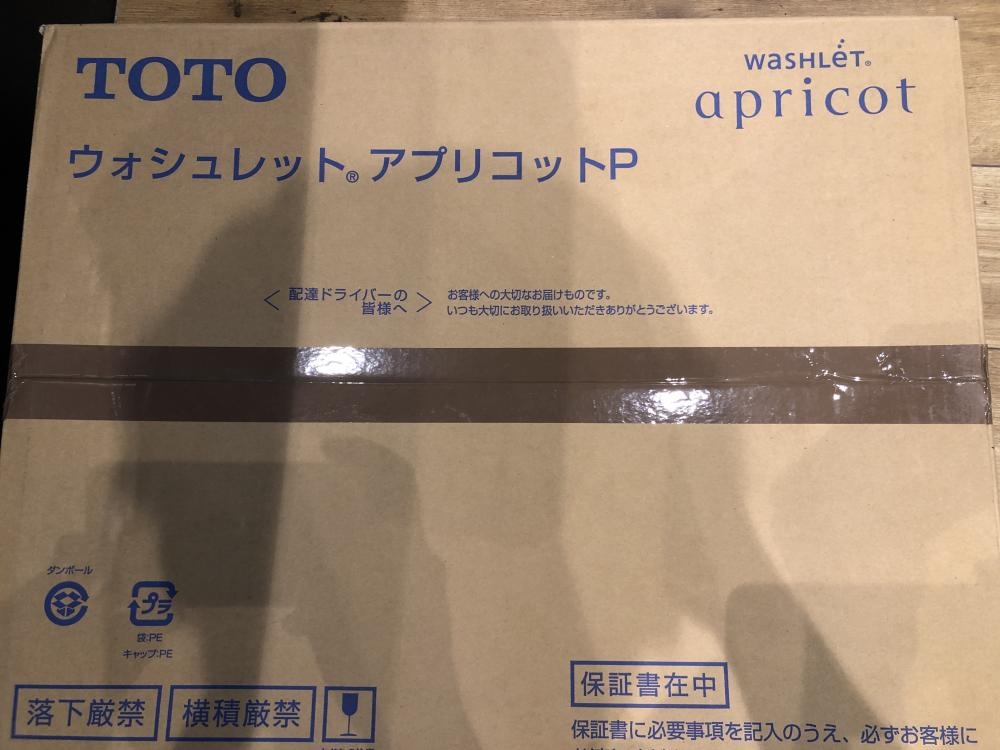 TOTO
WASHLET®
apricot
ウォシュレット®アプリコットP
<配達ドライバーの
皆様へ>
お客様への大切なお届けものです。
いつも大切にお取り扱いいただきありがとうございます。
ダンボール
プラ
袋:PE
キャップ:PE
落下厳禁
横積厳禁
保証書在中
保証書に必要事項を記入のうえ、必ずお客様に